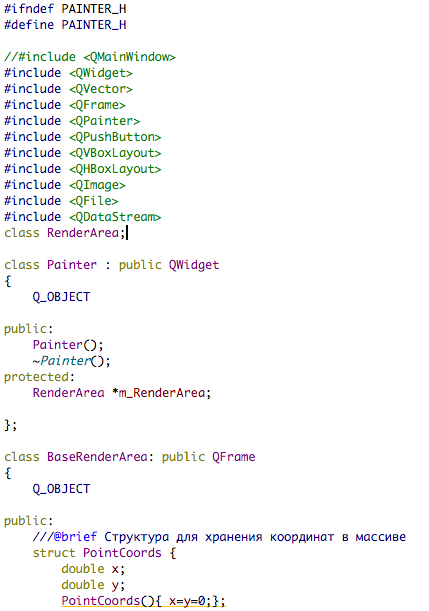 #ifndef PAINTER_H
#define PAINTER_H
//#include <QMainWindow>
#include <QWidget>
#include <QVector>
#include <QFrame>
#include <QPainter>
#include <QPushButton>
#include <QVBoxLayout>
#include <QHBoxLayout>
#include <QImage>
#include <QFile>
#include <QDataStream>
class RenderArea;
class Painter : public QWidget
{
Q_OBJECT
public:
Painter();
~Painter();
protected:
RenderArea *m_RenderArea;
};
class BaseRenderArea: public QFrame
{
Q_OBJECT
public:
///@brief Структура для хранения координат в массиве
struct PointCoords {
double x;
double y;
PointCoords(){ x=y=0;};